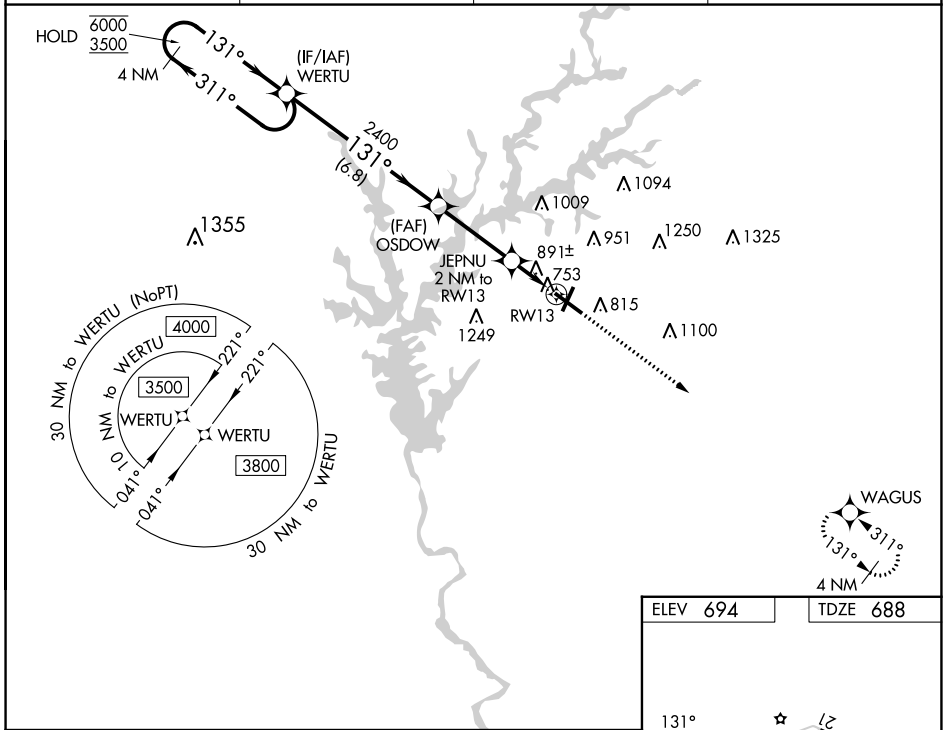 HOLD 6000
3500
131°
4 NM
311°
(IF/IAF)
WERTU
2400
131°
(6.8)
(FAF)
OSDOW
1355
1094
1009
951
1250
1325
JEPNU
2 NM to
RW13
891±
753
RW13
815
1249
1100
30 NM to WERTU (NoPT)
4000
10 NM to WERTU
3500
221°
221°
WERTU
WERTU
3800
041°
041°
30 NM to WERTU
WAGUS
311°
131°
4 NM
ELEV 694
TDZE 688
131°
21